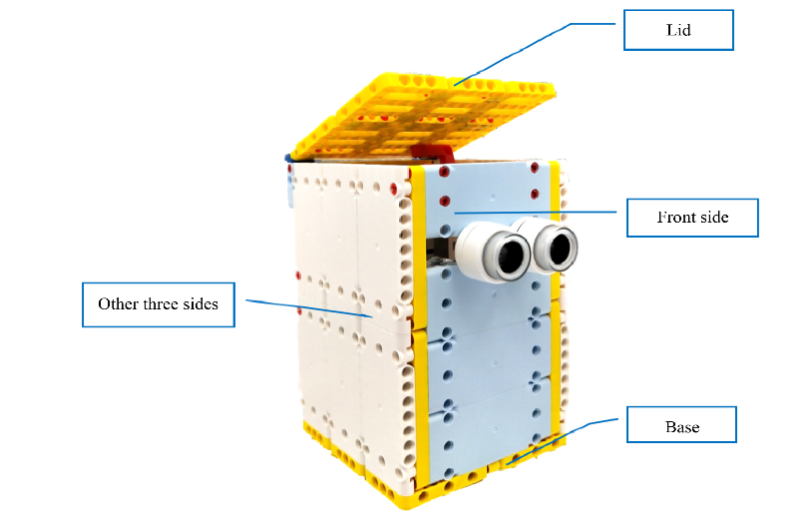 Lid
Front side
Other three sides
Base